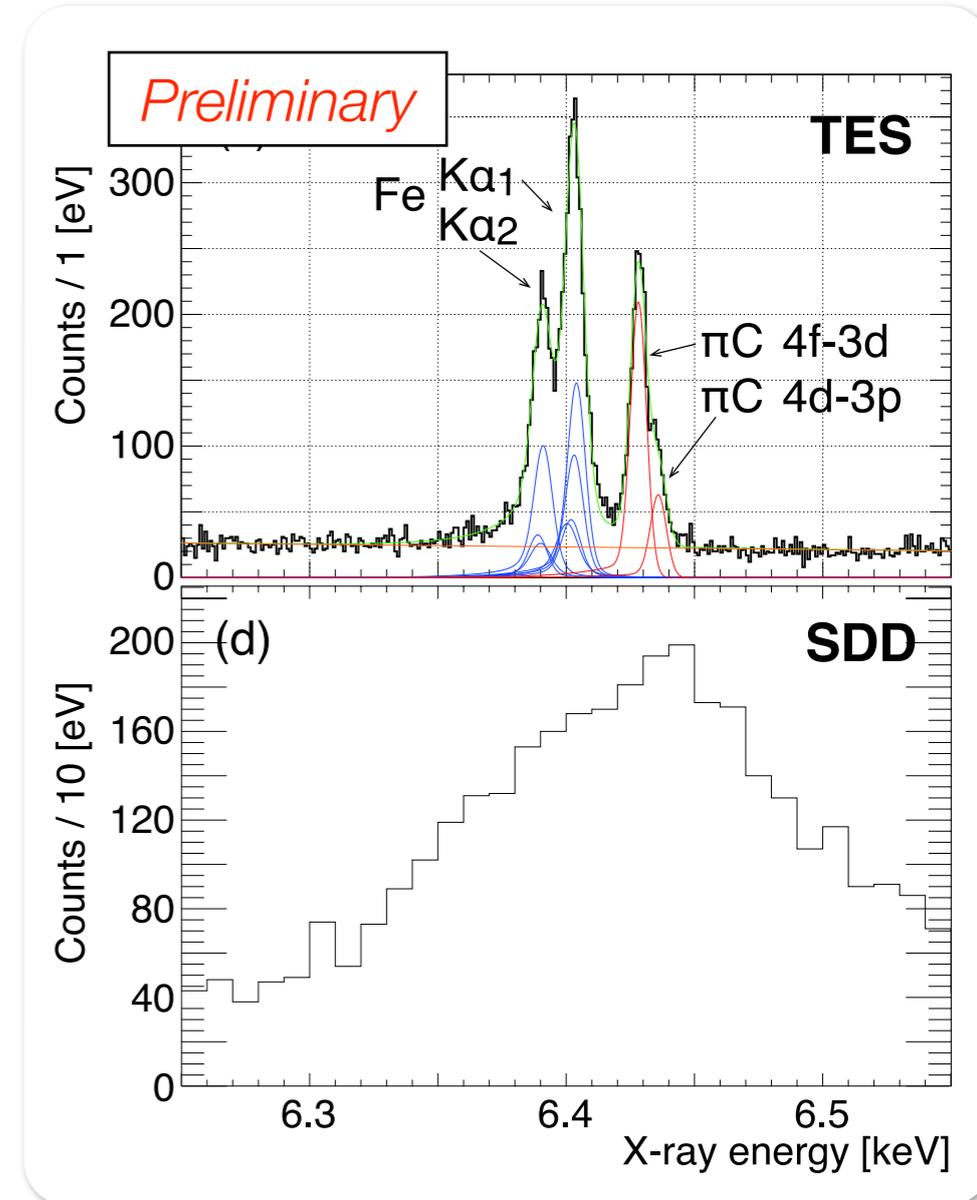 Preliminary
TES
Counts / 1 [eV]
300
200
100
0
Fe Kα1
Kα2
πC 4f-3d
πC 4d-3p
(d)
SDD
Counts / 10 [eV]
200
160
120
80
40
0
6.3 6.4 6.5
X-ray energy [keV]